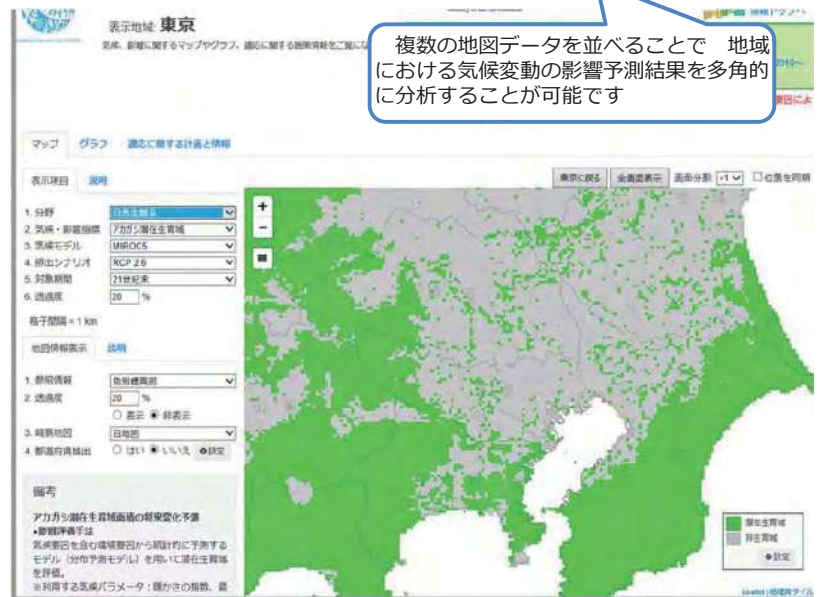 表示地域: 東京
気候、影響に関するマップやグラフ、適応に関する施策情報をご覧にな
複数の地図データを並べることで 地域
における気候変動の影響予測結果を多角的
に分析することが可能です
マップ グラフ 適応に関する計画と情報
表示項目 説明
東京に戻る 全画面表示 画面分割
1. 分野 自然生態系
2. 気候・影響指標 アカガシ潜在生育域
3. 気候モデル MIROC5
4. 排出シナリオ RCP 2.6
5. 対象期間 21世紀末
6. 透過度 20 %
格子間隔 = 1 km
地図情報表示 説明
1. 参照情報 色別標高図
2. 透過度 20 %
表示 非表示
3. 背景地図 白地図
4. 都道府県抽出 はい いいえ 設定
備考
アカガシ潜在生育域面積の将来変化予測
•影響評価手法
気候要因を含む環境要因から統計的に予測する
モデル（分布予測モデル）を用いて潜在生育域
を評価。
※利用する気候パラメータ：暖かさの指数、最
+
−
潜在生育域
非生育域
設定